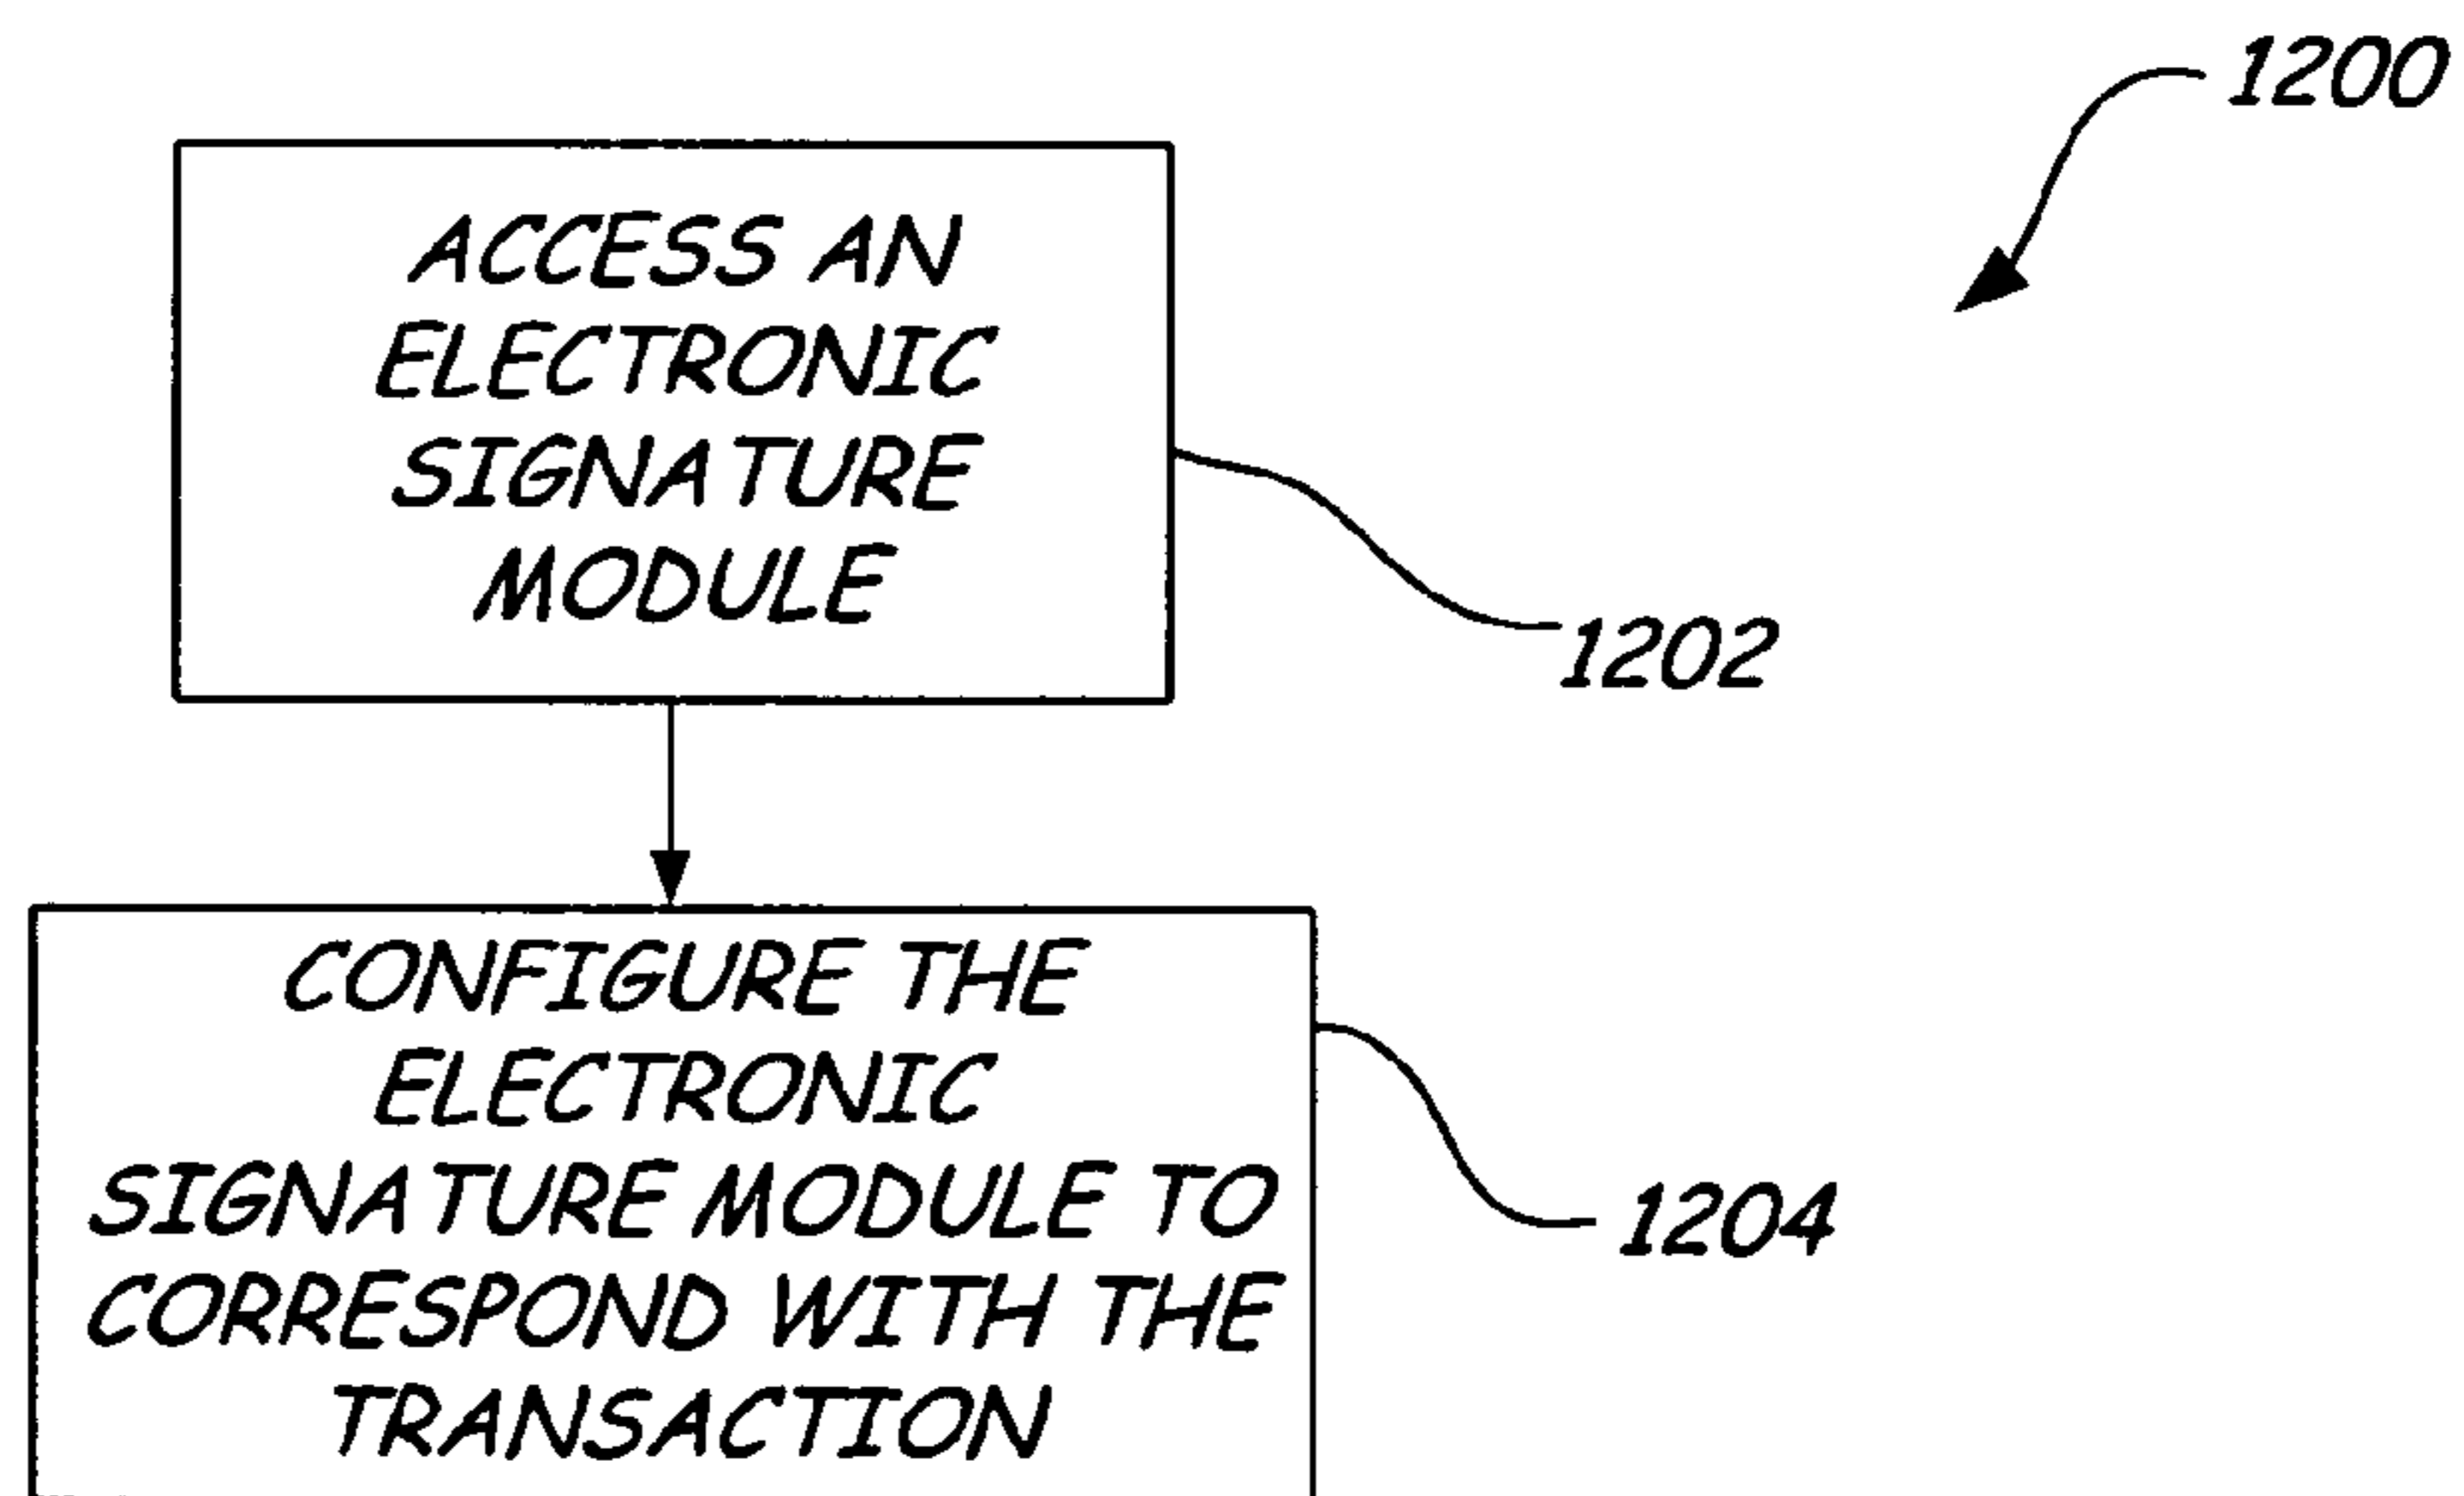 1200
ACCESS AN
ELECTRONIC
SIGNATURE
MODULE
1202
CONFIGURE THE
ELECTRONIC
SIGNATURE MODULE TO
CORRESPOND WITH THE
TRANSACTION
1204